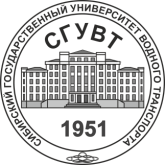 СИБИРСКИЙ ГОСУДАРСТВЕННЫЙ УНИВЕРСИТЕТ ВОДНОГО ТРАНСПОРТА
СГУВТ
1951